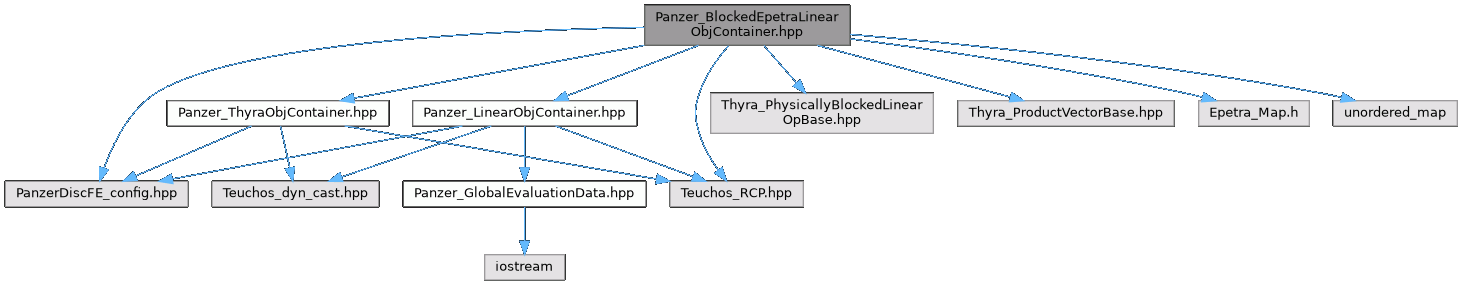 Panzer_BlockedEpetraLinear
ObjContainer.hpp
Panzer_ThyraObjContainer.hpp
Panzer_LinearObjContainer.hpp
Thyra_PhysicallyBlockedLinear
OpBase.hpp
Thyra_ProductVectorBase.hpp
Epetra_Map.h
unordered_map
PanzerDiscFE_config.hpp
Teuchos_dyn_cast.hpp
Panzer_GlobalEvaluationData.hpp
Teuchos_RCP.hpp
iostream